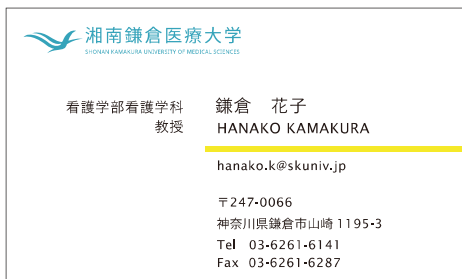 湘南鎌倉医療大学
SHONAN KAMAKURA UNIVERSITY OF MEDICAL SCIENCES
看護学部看護学科
教授
鎌倉　花子
HANAKO KAMAKURA
hanako.k@skuniv.jp
〒247-0066
神奈川県鎌倉市山崎 1195-3
Tel 03-6261-6141
Fax 03-6261-6287